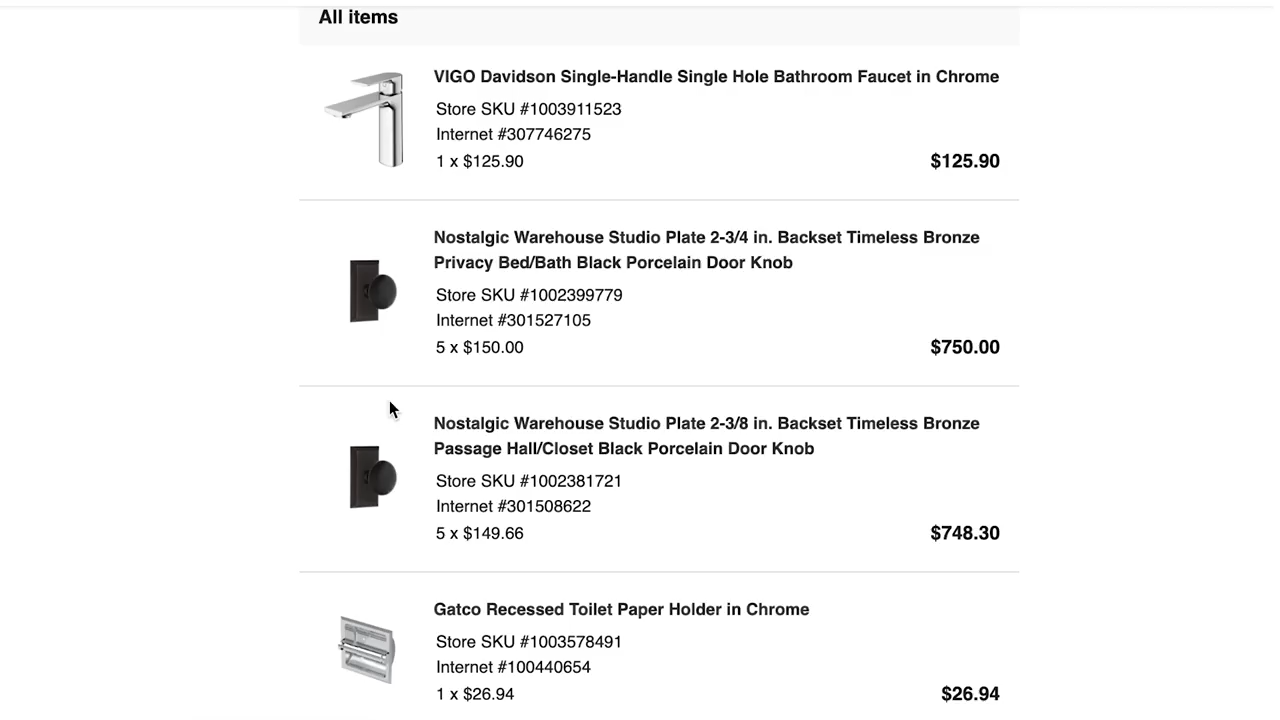 All items
VIGO Davidson Single-Handle Single Hole Bathroom Faucet in Chrome
Store SKU #1003911523
Internet #307746275
1 x $125.90
$125.90
Nostalgic Warehouse Studio Plate 2-3/4 in. Backset Timeless Bronze
Privacy Bed/Bath Black Porcelain Door Knob
Store SKU #1002399779
Internet #301527105
5 x $150.00
$750.00
Nostalgic Warehouse Studio Plate 2-3/8 in. Backset Timeless Bronze
Passage Hall/Closet Black Porcelain Door Knob
Store SKU #1002381721
Internet #301508622
5 x $149.66
$748.30
Gatco Recessed Toilet Paper Holder in Chrome
Store SKU #1003578491
Internet #100440654
1 x $26.94
$26.94